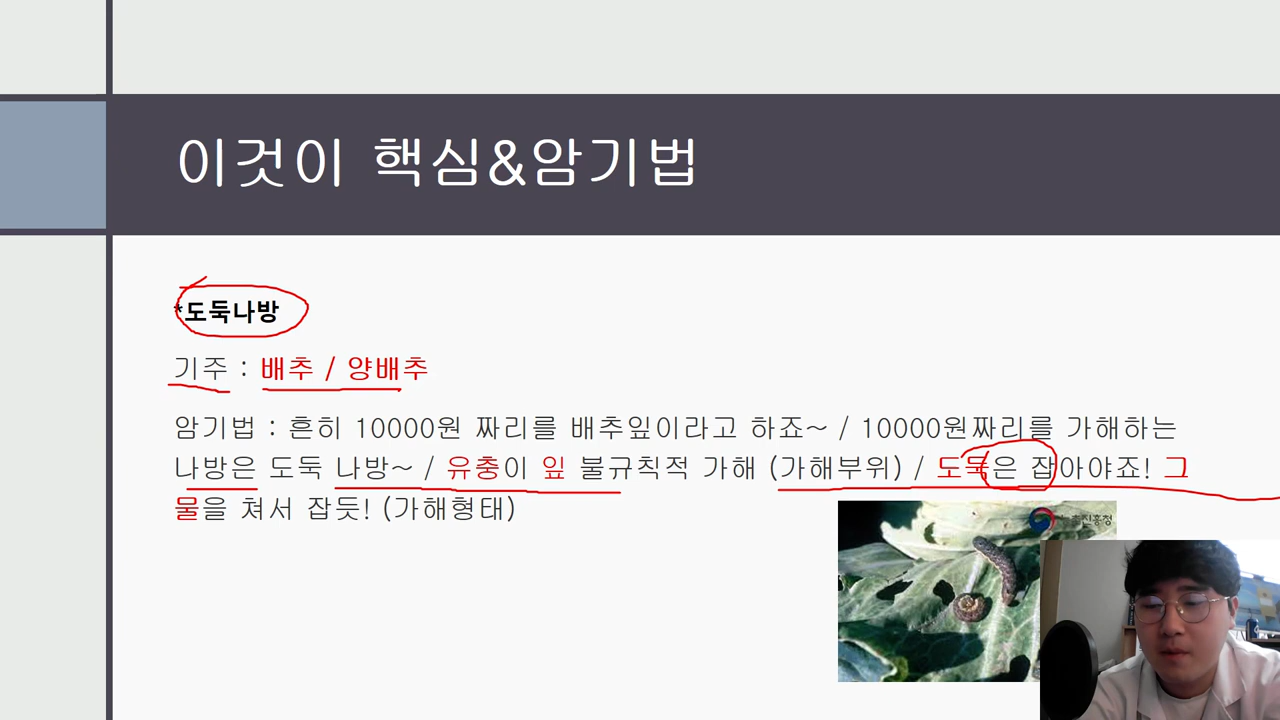 이것이 핵심&암기법
*도둑나방
기주 : 배추 / 양배추
암기법 : 흔히 10000원 짜리를 배추잎이라고 하죠~ / 10000원짜리를 가해하는
나방은 도둑 나방~ / 유충이 잎 불규칙적 가해 (가해부위) / 도둑은 잡아야죠! 그
물을 쳐서 잡듯! (가해형태)